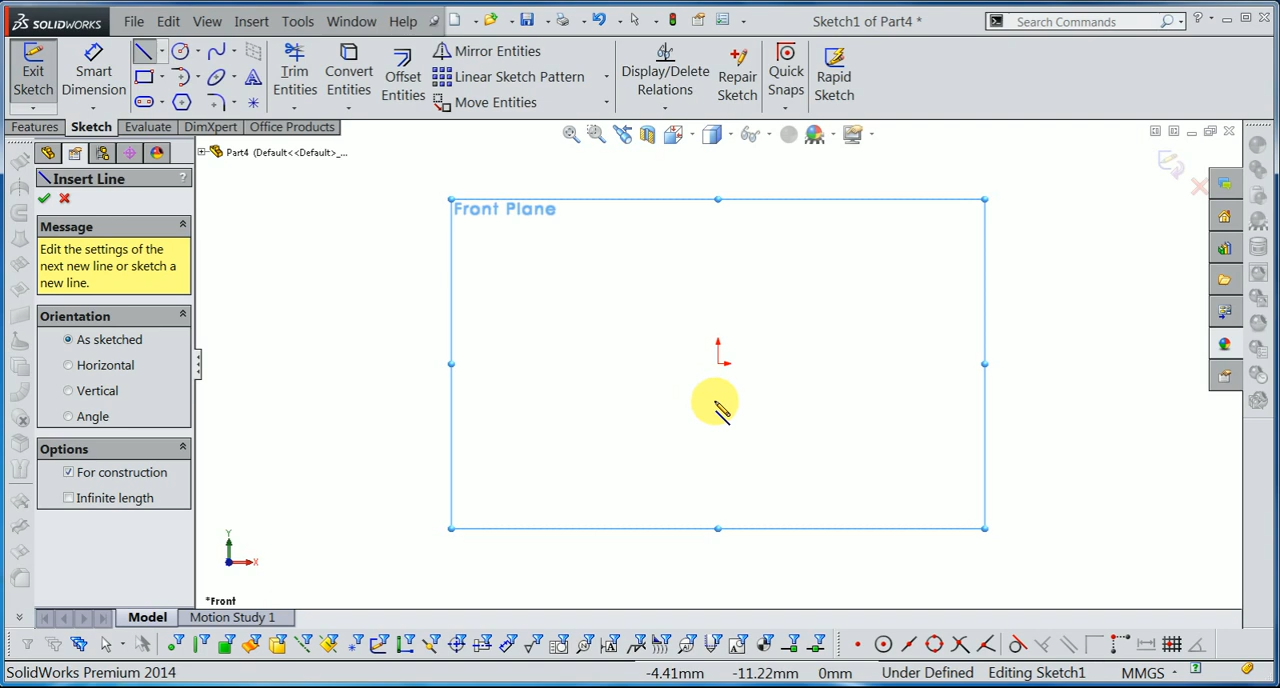 SOLIDWORKS File Edit View Insert Tools Window Help Sketch1 of Part4 * Search Commands ?
Exit Sketch
Smart Dimension
Trim Entities
Convert Entities
Offset Entities
Mirror Entities
Linear Sketch Pattern
Move Entities
Display/Delete Relations
Repair Sketch
Quick Snaps
Rapid Sketch
Features Sketch Evaluate DimXpert Office Products
Part4 (Default<<Default>_...
Insert Line ?
Message
Edit the settings of the
next new line or sketch a
new line.
Orientation
As sketched
Horizontal
Vertical
Angle
Options
For construction
Infinite length
Front Plane
Y
X
*Front
Model Motion Study 1
SolidWorks Premium 2014 -4.41mm -11.22mm 0mm Under Defined Editing Sketch1 MMGS